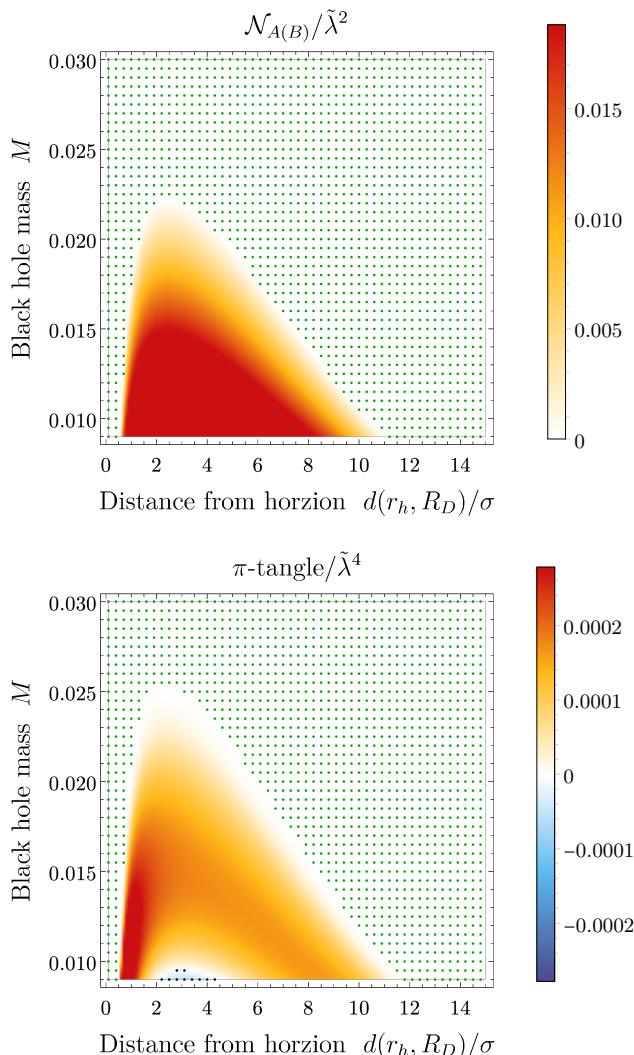 𝒩_{A(B)}/λ̃²
0.030
0.025
0.020
0.015
0.010
Black hole mass M
0 2 4 6 8 10 12 14
Distance from horzion d(r_h, R_D)/σ
0.015
0.010
0.005
0
π-tangle/λ̃⁴
0.030
0.025
0.020
0.015
0.010
Black hole mass M
0 2 4 6 8 10 12 14
Distance from horzion d(r_h, R_D)/σ
0.0002
0.0001
0
−0.0001
−0.0002